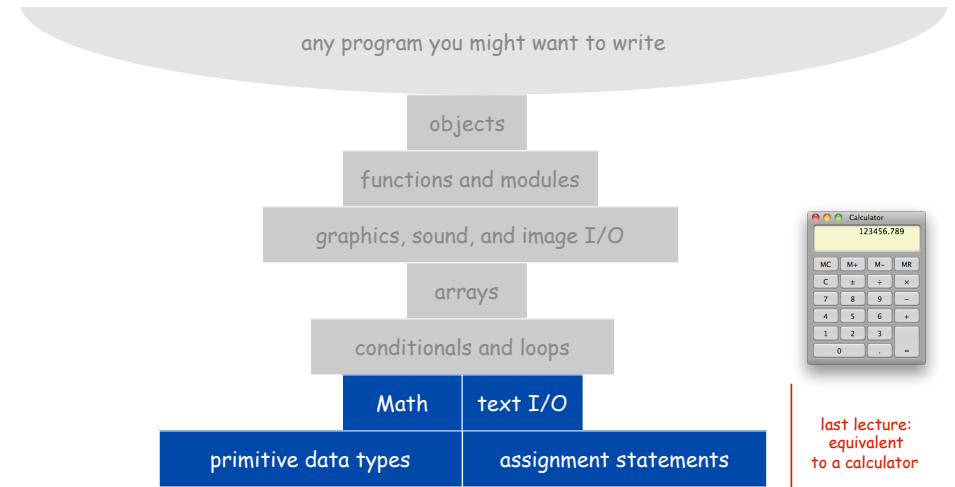 any program you might want to write
objects
functions and modules
graphics, sound, and image I/O
arrays
conditionals and loops
Math text I/O
primitive data types assignment statements
Calculator
123456.789
MC M+ M- MR
C ± ÷ ×
7 8 9 -
4 5 6 +
1 2 3
0 . =
last lecture:
equivalent
to a calculator